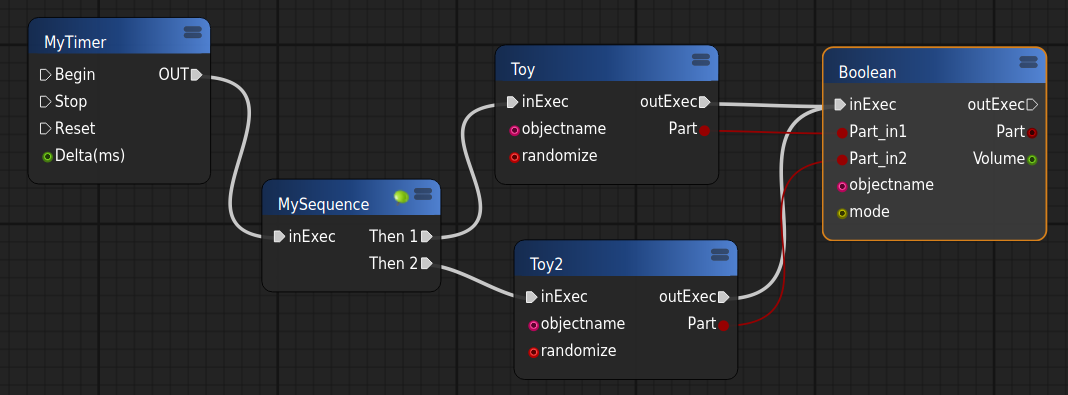 MyTimer
Begin OUT
Stop
Reset
Delta(ms)
MySequence
inExec Then 1
Then 2
Toy
inExec outExec
objectname Part
randomize
Toy2
inExec outExec
objectname Part
randomize
Boolean
inExec outExec
Part_in1 Part
Part_in2 Volume
objectname
mode